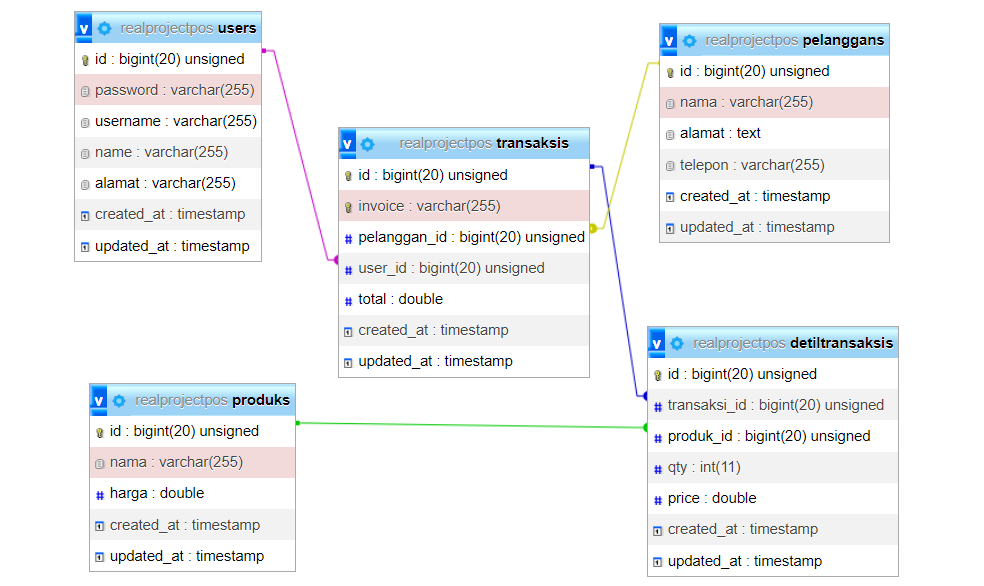 realprojectpos users
id : bigint(20) unsigned
password : varchar(255)
username : varchar(255)
name : varchar(255)
alamat : varchar(255)
created_at : timestamp
updated_at : timestamp
realprojectpos pelanggans
id : bigint(20) unsigned
nama : varchar(255)
alamat : text
telepon : varchar(255)
created_at : timestamp
updated_at : timestamp
realprojectpos transaksis
id : bigint(20) unsigned
invoice : varchar(255)
# pelanggan_id : bigint(20) unsigned
# user_id : bigint(20) unsigned
# total : double
created_at : timestamp
updated_at : timestamp
realprojectpos produks
id : bigint(20) unsigned
nama : varchar(255)
# harga : double
created_at : timestamp
updated_at : timestamp
realprojectpos detiltransaksis
id : bigint(20) unsigned
# transaksi_id : bigint(20) unsigned
# produk_id : bigint(20) unsigned
# qty : int(11)
# price : double
created_at : timestamp
updated_at : timestamp